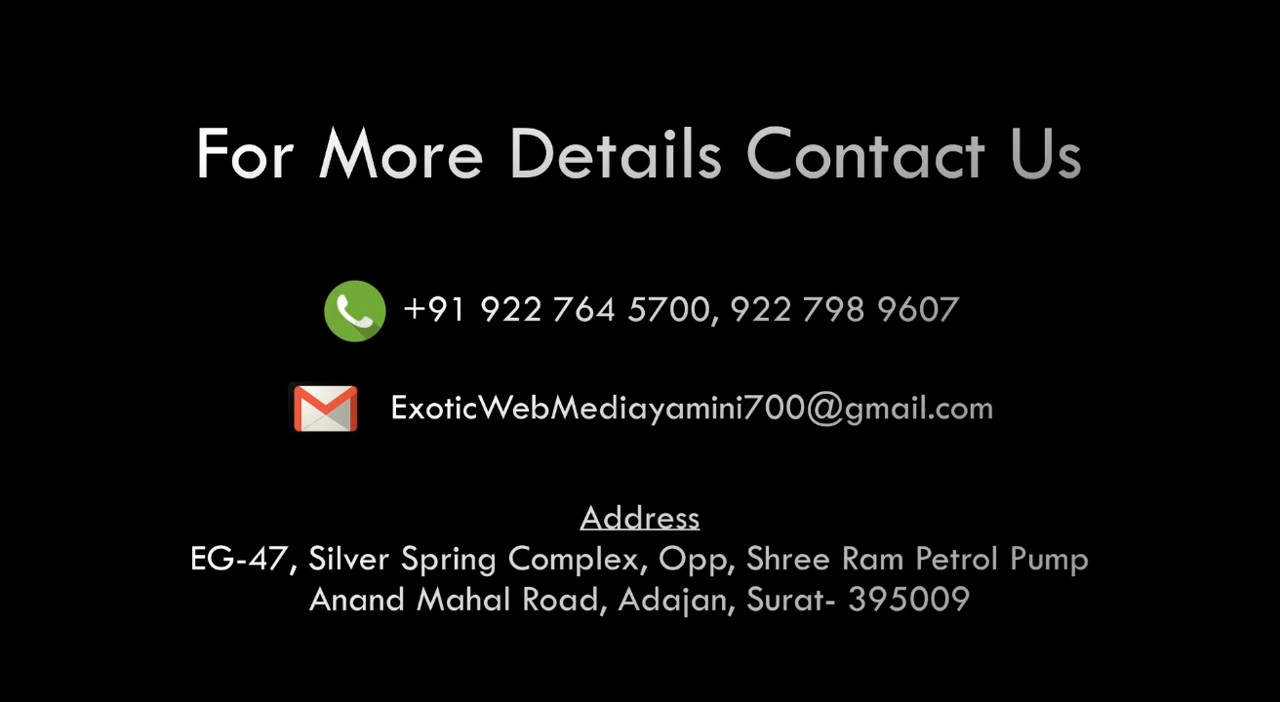 For More Details Contact Us
+91 922 764 5700, 922 798 9607
ExoticWebMediayamini700@gmail.com
Address
EG-47, Silver Spring Complex, Opp, Shree Ram Petrol Pump
Anand Mahal Road, Adajan, Surat- 395009